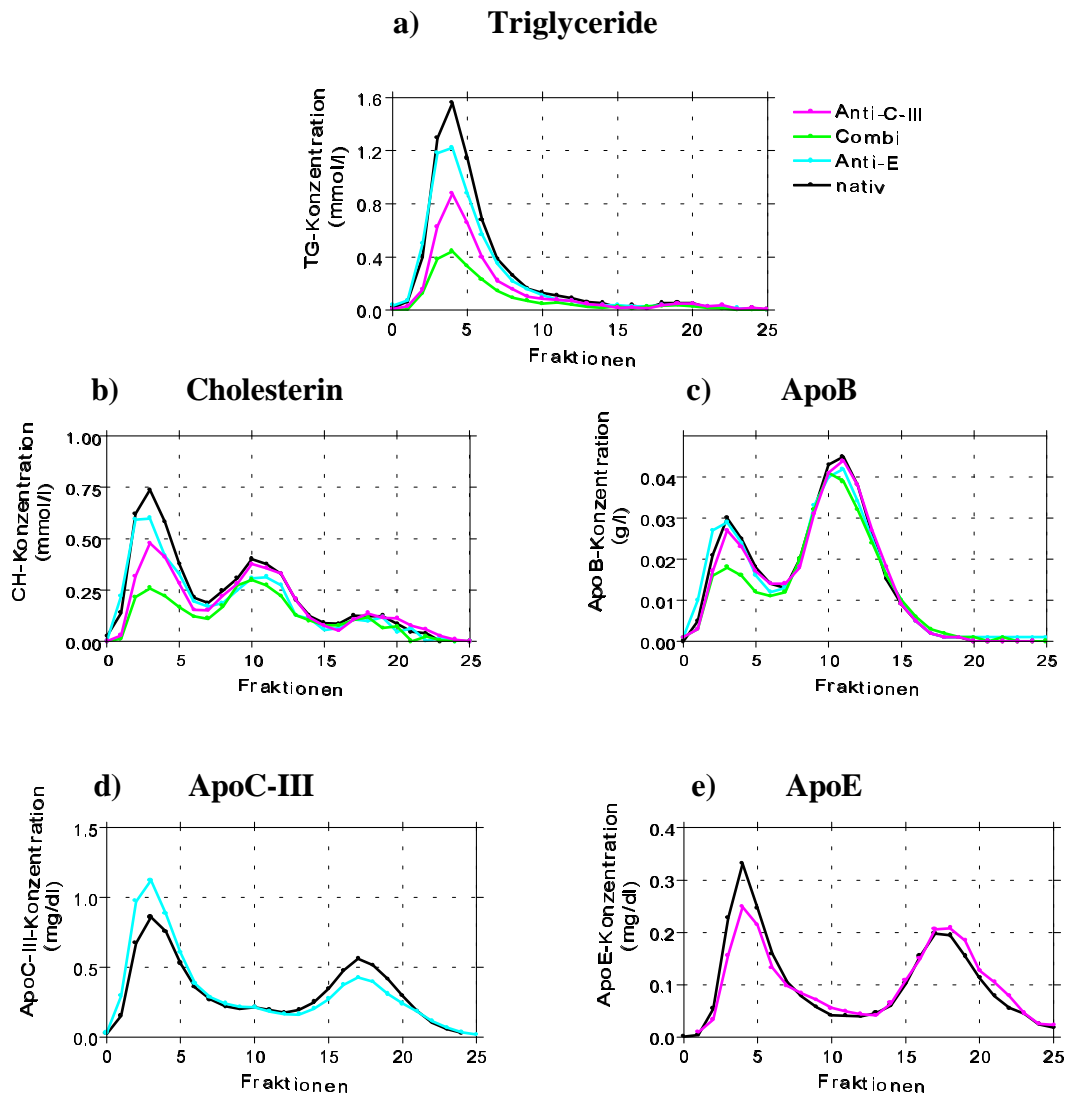 a) Triglyceride
TG-Konzentration
(mmol/l)
1.6
1.2
0.8
0.4
0.0
0 5 10 15 20 25
Fraktionen
Anti-C-III
Combi
Anti-E
nativ
b) Cholesterin
CH-Konzentration
(mmol/l)
1.00
0.75
0.50
0.25
0.00
0 5 10 15 20 25
Fraktionen
c) ApoB
ApoB-Konzentration
(g/l)
0.04
0.03
0.02
0.01
0.00
0 5 10 15 20 25
Fraktionen
d) ApoC-III
ApoC-III-Konzentration
(mg/dl)
1.5
1.0
0.5
0.0
0 5 10 15 20 25
Fraktionen
e) ApoE
ApoE-Konzentration
(mg/dl)
0.4
0.3
0.2
0.1
0.0
0 5 10 15 20 25
Fraktionen